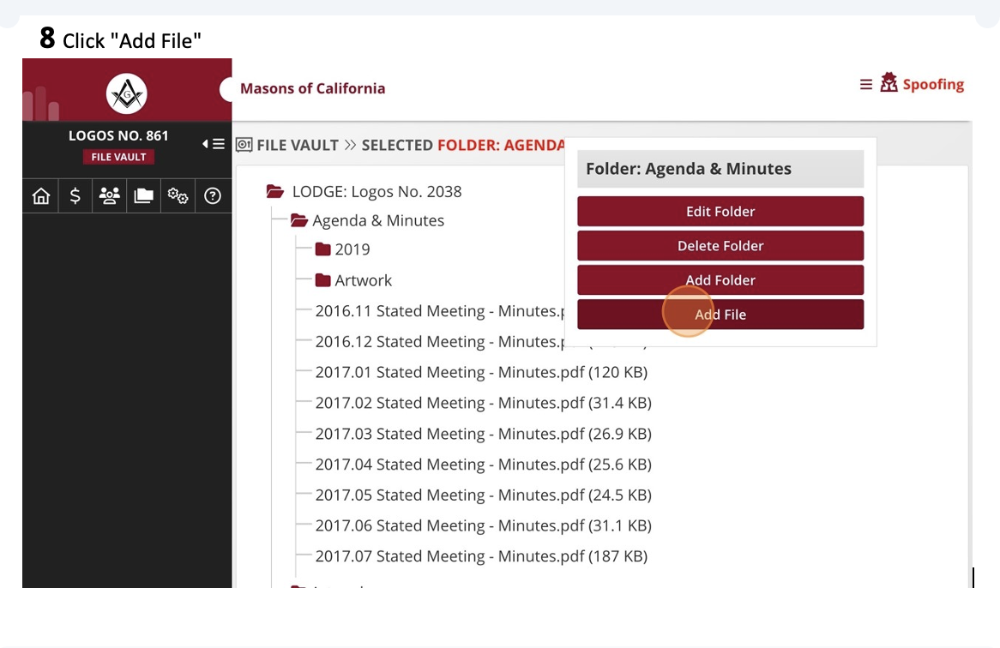 8 Click "Add File"
Masons of California
Spoofing
G
LOGOS NO. 861
FILE VAULT
FILE VAULT >> SELECTED FOLDER: AGENDA
Folder: Agenda & Minutes
Edit Folder
Delete Folder
Add Folder
Add File
LODGE: Logos No. 2038
Agenda & Minutes
2019
Artwork
2016.11 Stated Meeting - Minutes.p
2016.12 Stated Meeting - Minutes.p
2017.01 Stated Meeting - Minutes.pdf (120 KB)
2017.02 Stated Meeting - Minutes.pdf (31.4 KB)
2017.03 Stated Meeting - Minutes.pdf (26.9 KB)
2017.04 Stated Meeting - Minutes.pdf (25.6 KB)
2017.05 Stated Meeting - Minutes.pdf (24.5 KB)
2017.06 Stated Meeting - Minutes.pdf (31.1 KB)
2017.07 Stated Meeting - Minutes.pdf (187 KB)